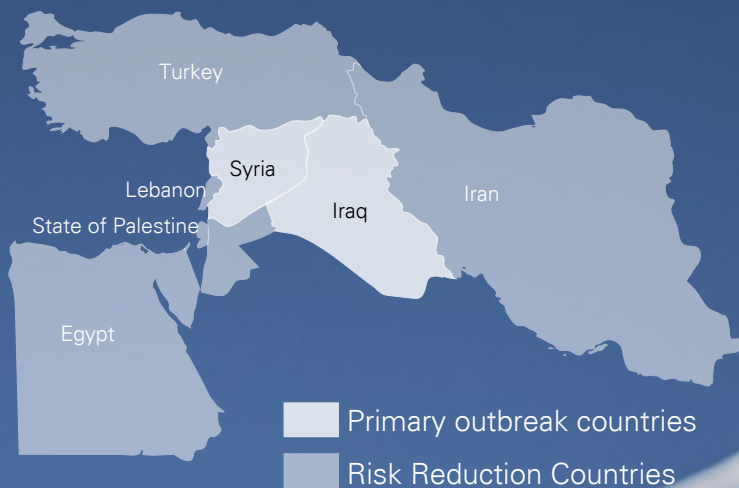 Turkey
Syria
Lebanon
Iraq
Iran
State of Palestine
Egypt
Primary outbreak countries
Risk Reduction Countries